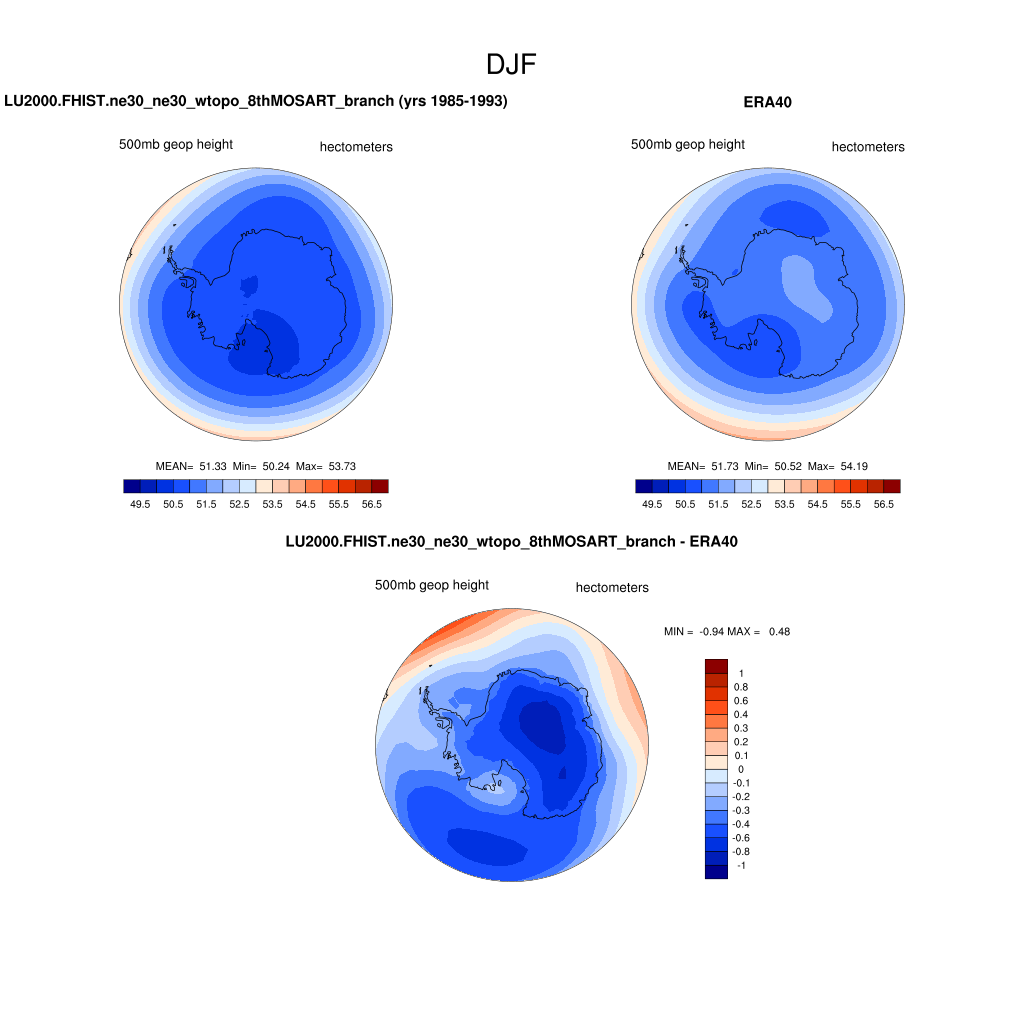 DJF
LU2000.FHIST.ne30_ne30_wtopo_8thMOSART_branch (yrs 1985-1993)
ERA40
500mb geop height
hectometers
500mb geop height
hectometers
MEAN= 51.33 Min= 50.24 Max= 53.73
MEAN= 51.73 Min= 50.52 Max= 54.19
49.5 50.5 51.5 52.5 53.5 54.5 55.5 56.5
49.5 50.5 51.5 52.5 53.5 54.5 55.5 56.5
LU2000.FHIST.ne30_ne30_wtopo_8thMOSART_branch - ERA40
500mb geop height
hectometers
MIN = -0.94 MAX = 0.48
1
0.8
0.6
0.4
0.3
0.2
0.1
0
-0.1
-0.2
-0.3
-0.4
-0.6
-0.8
-1